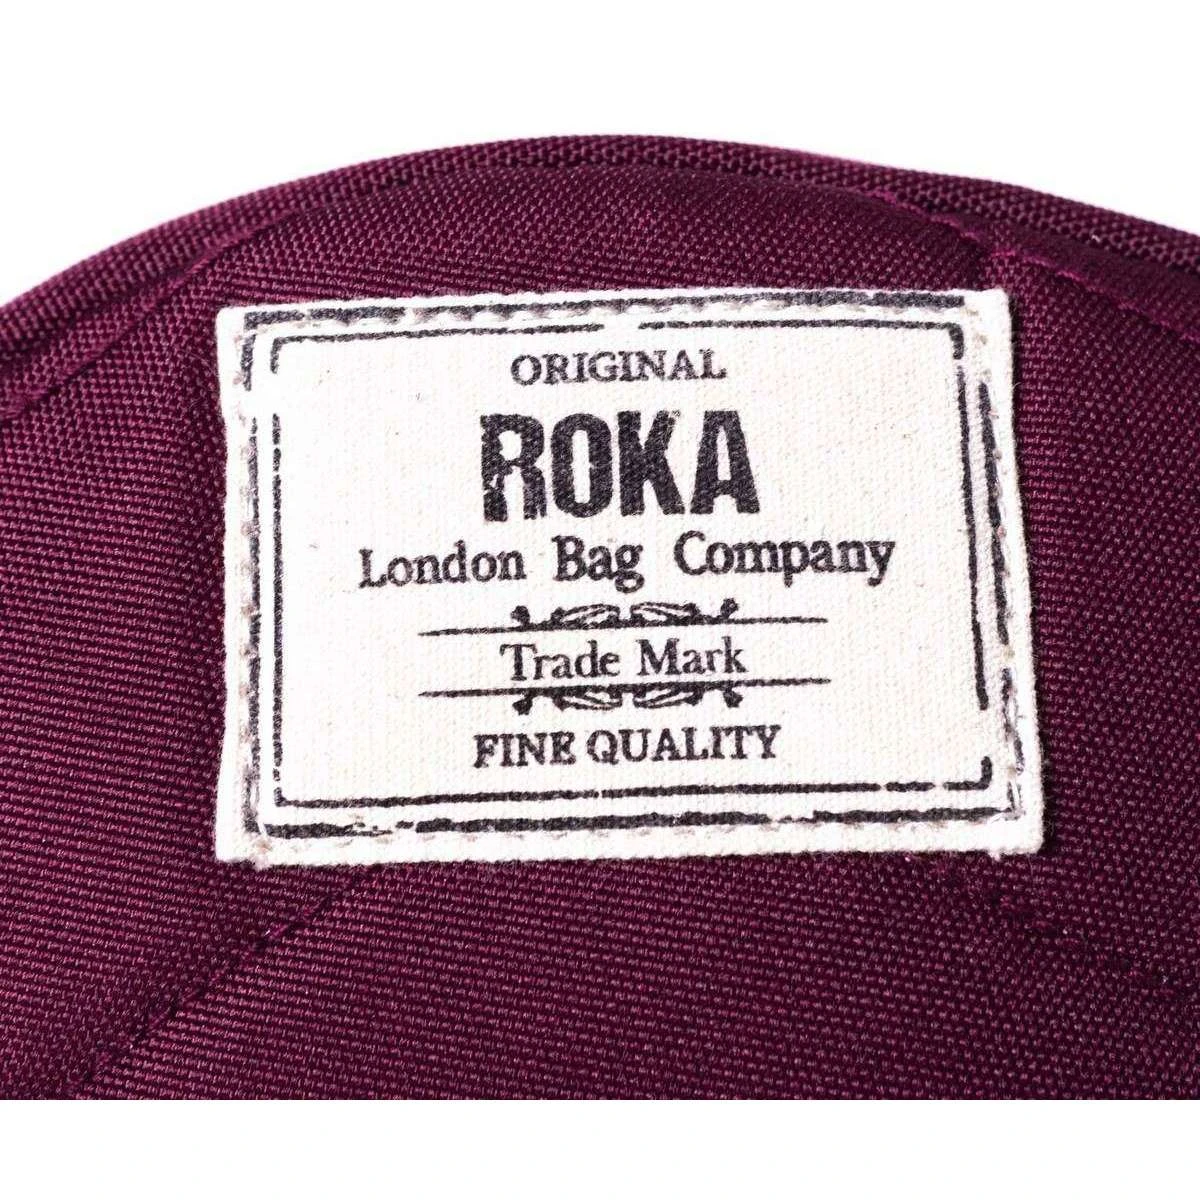 ORIGINAL
ROKA
London Bag Company
Trade Mark
FINE QUALITY